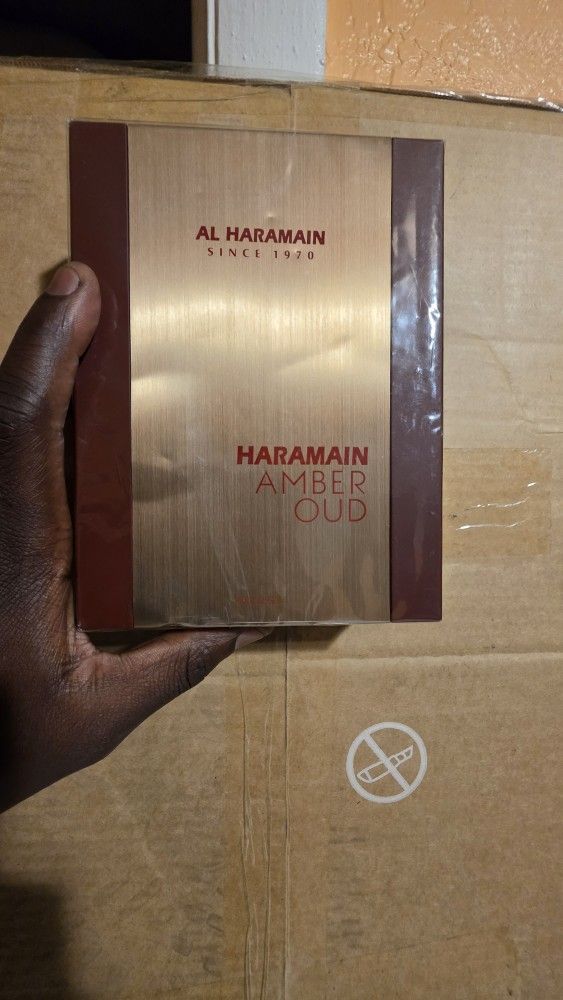 AL HARAMAIN
SINCE 1970
HARAMAIN
AMBER
OUD